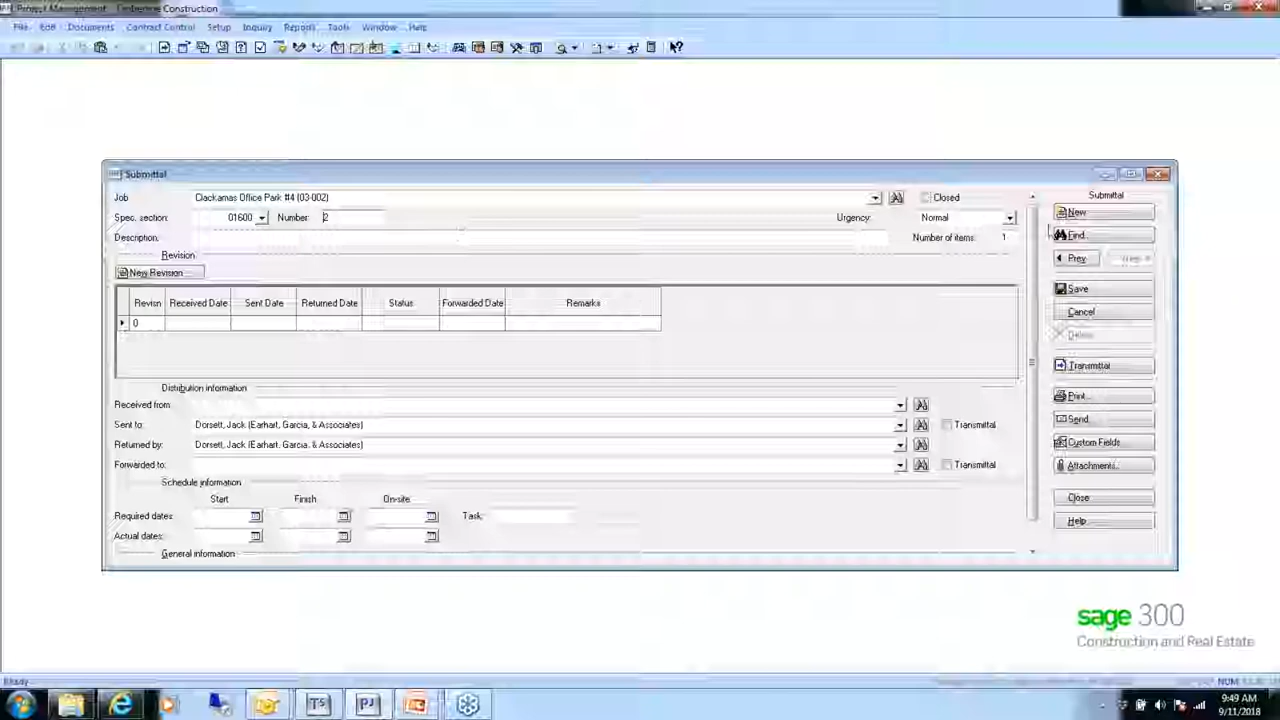 Project Management
Construction
File Edit Documents Contract Control Setup Inquiry Reports Tools Window Help
Submittal
Job Clackamas Office Park #4 (03-002) Closed
Submittal
Spec. section: 01600 Number: 2 Urgency: Normal
New
Description: Number of items: 1
Find...
Revision
Prev
New Revision...
Save
Revisn Received Date Sent Date Returned Date Status Forwarded Date Remarks
Cancel
0
Delete
Transmittal
Distribution information
Print...
Received from:
Send...
Sent to: Dorsett, Jack (Earhart, Garcia, & Associates) Transmittal
Custom Fields
Returned by: Dorsett, Jack (Earhart, Garcia, & Associates)
Forwarded to: Transmittal
Attachments...
Schedule information
Start Finish On-site
Close
Required dates: Task:
Help
Actual dates:
General information
sage 300
Construction and Real Estate
Ready
NUM
TS PJ
9:49 AM
9/11/2018